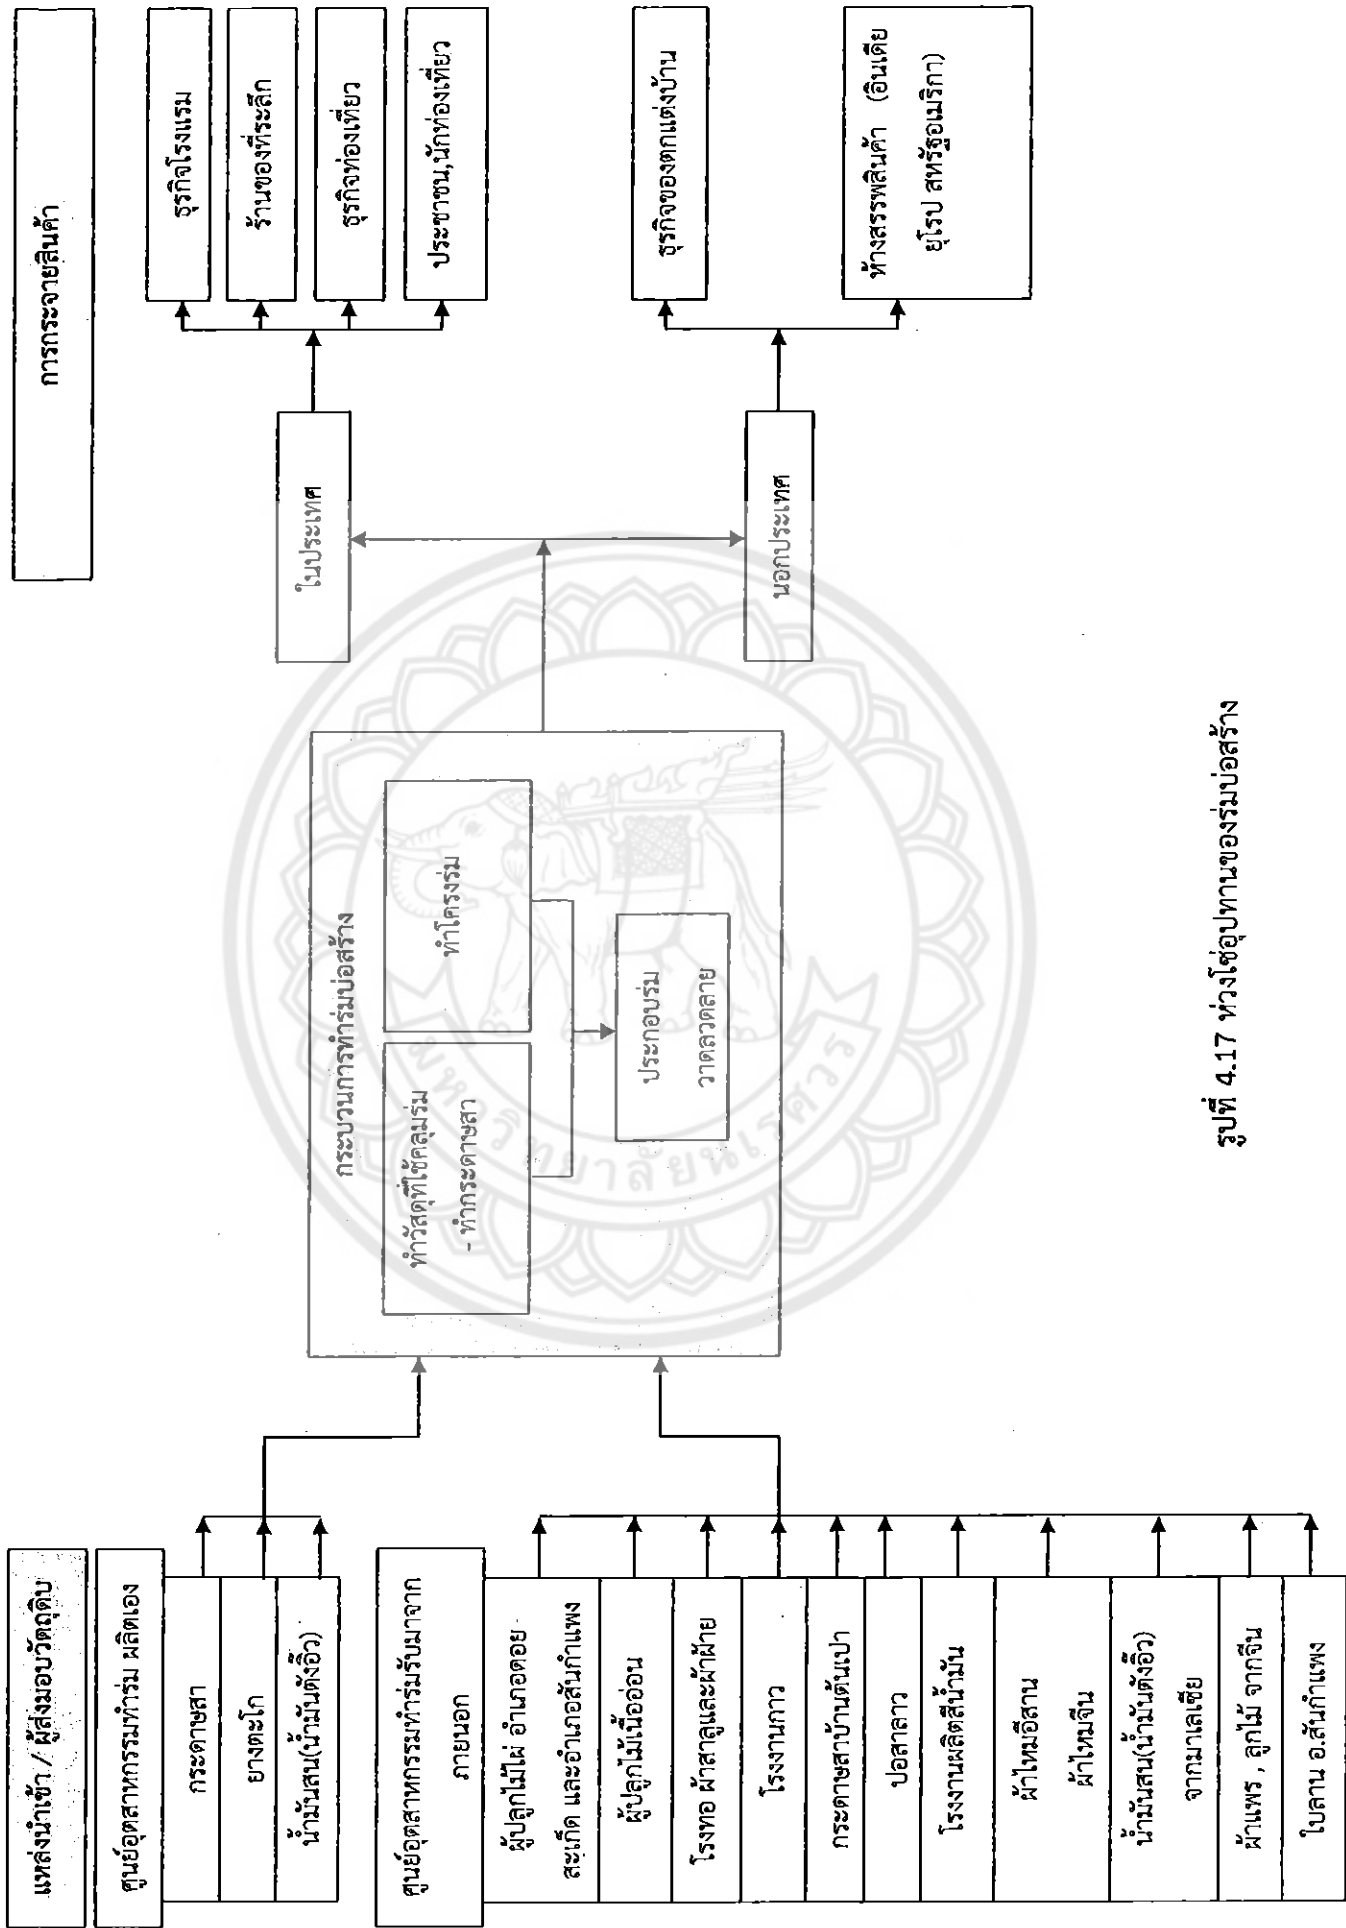 แหล่งนำเข้า / ผู้ส่งมอบวัตถุดิบ
ศูนย์อุตสาหกรรมทำร่ม ผลิตเอง
กระดาษสา
ยางตะโก
น้ำมันสน(น้ำมันตังอิ๊ว)
ศูนย์อุตสาหกรรมทำร่มรับมาจาก
ภายนอก
ผู้ปลูกไม้ไผ่ อำเภอดอย
สะเก็ด และอำเภอสันกำแพง
ผู้ปลูกไม้เนื้ออ่อน
โรงทอ ผ้าสาลูและผ้าฝ้าย
โรงงานกาว
กระดาษสาบ้านต้นเปา
ปอสาลาว
โรงงานผลิตสีน้ำมัน
ผ้าไหมอีสาน
ผ้าไหมจีน
น้ำมันสน(น้ำมันตังอิ๊ว)
จากมาเลเซีย
ผ้าแพร , ลูกไม้ จากจีน
ใบลาน อ.สันกำแพง
กระบวนการทำร่มบ่อสร้าง
ทำวัสดุที่ใช้คลุมร่ม
- ทำกระดาษสา
ทำโครงร่ม
ประกอบร่ม
วาดลวดลาย
การกระจายสินค้า
ในประเทศ
ธุรกิจโรงแรม
ร้านของที่ระลึก
ธุรกิจท่องเที่ยว
ประชาชน,นักท่องเที่ยว
นอกประเทศ
ธุรกิจของตกแต่งบ้าน
ห้างสรรพสินค้า (อินเดีย
ยุโรป สหรัฐอเมริกา)
มหาวิทยาลัยนเรศวร
รูปที่ 4.17 ห่วงโซ่อุปทานของร่มบ่อสร้าง